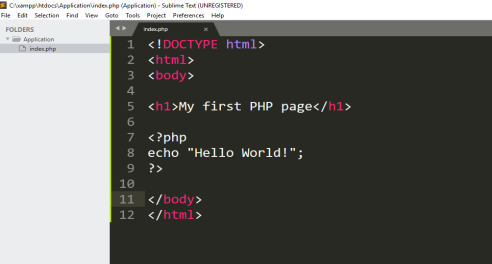 C:\xampp\htdocs\Application\index.php (Application) - Sublime Text (UNREGISTERED)
File Edit Selection Find View Goto Tools Project Preferences Help
FOLDERS
Application
index.php
index.php ×
1 <!DOCTYPE html>
2 <html>
3 <body>
4
5 <h1>My first PHP page</h1>
6
7 <?php
8 echo "Hello World!";
9 ?>
10
11 </body>
12 </html>